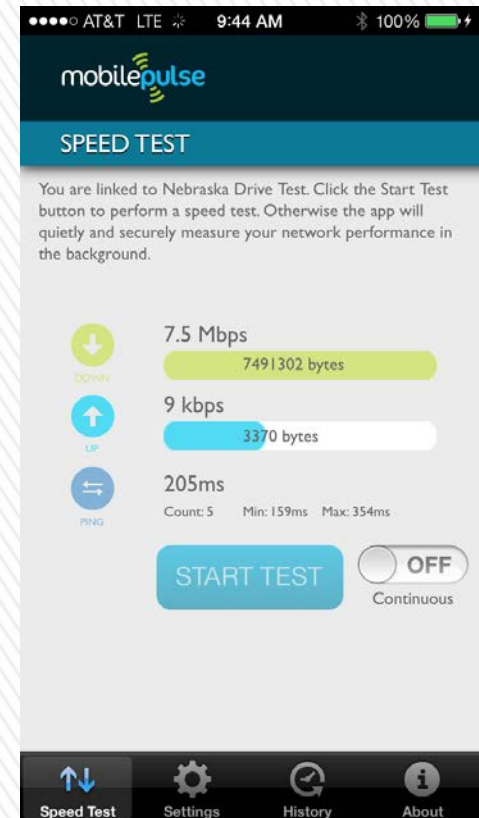 AT&T LTE 9:44 AM 100%
mobilepulse
SPEED TEST
You are linked to Nebraska Drive Test. Click the Start Test
button to perform a speed test. Otherwise the app will
quietly and securely measure your network performance in
the background.
7.5 Mbps
7491302 bytes
DOWN
9 kbps
3370 bytes
UP
205ms
Count: 5 Min: 159ms Max: 354ms
PING
START TEST
OFF
Continuous
Speed Test Settings History About